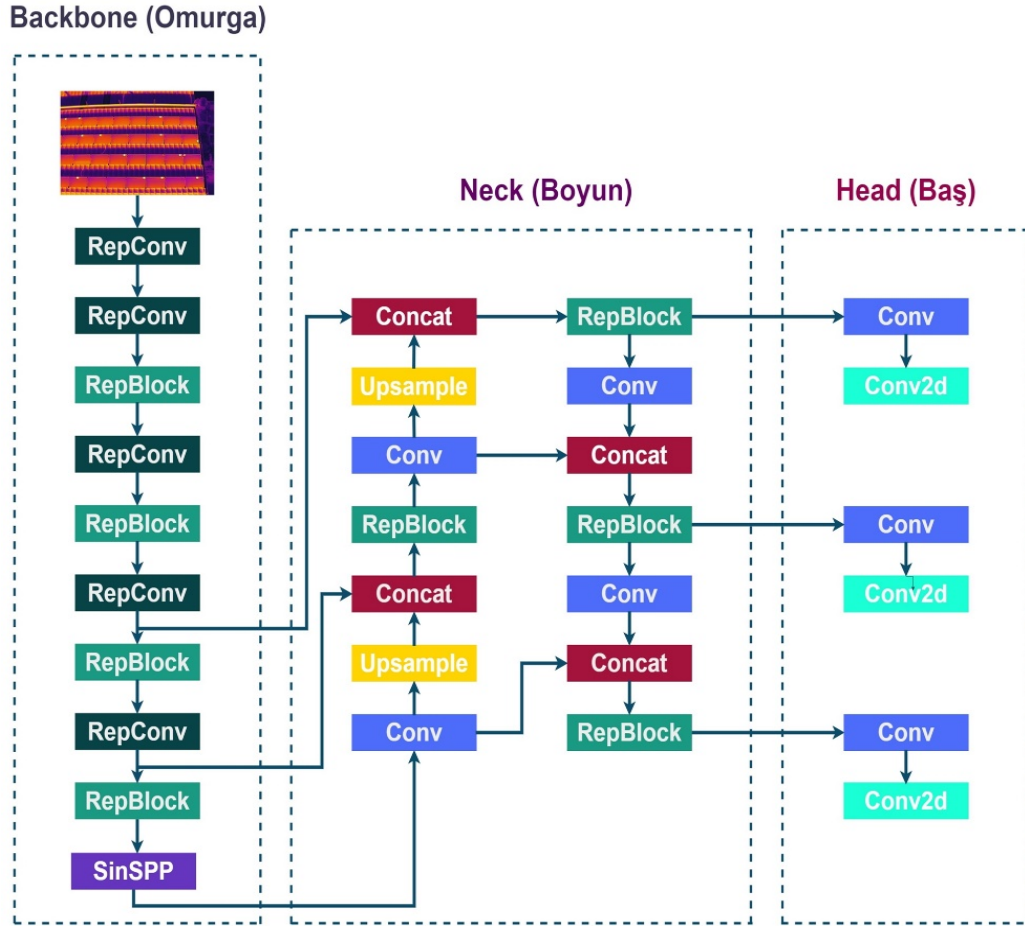 Backbone (Omurga)
RepConv
RepConv
RepBlock
RepConv
RepBlock
RepConv
RepBlock
RepConv
RepBlock
SinSPP
Neck (Boyun)
Concat
Upsample
Conv
RepBlock
Concat
Upsample
Conv
RepBlock
Conv
Concat
RepBlock
Conv
Concat
RepBlock
Head (Baş)
Conv
Conv2d
Conv
Conv2d
Conv
Conv2d